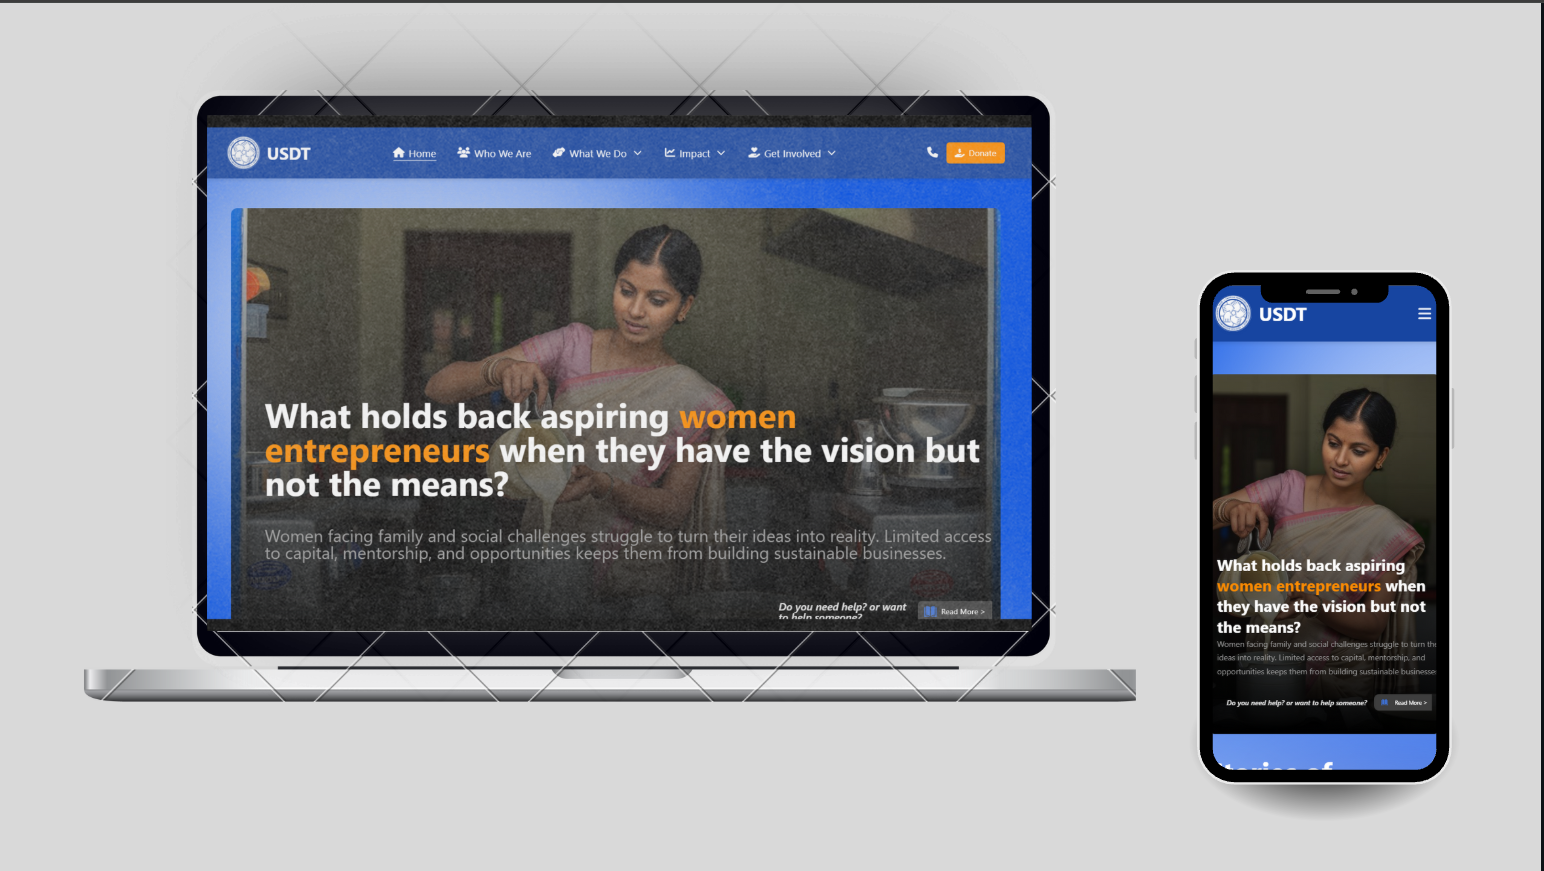 USDT
Home
Who We Are
What We Do
Impact
Get Involved
Donate
What holds back aspiring women
entrepreneurs when they have the vision but
not the means?
Women facing family and social challenges struggle to turn their ideas into reality. Limited access
to capital, mentorship, and opportunities keeps them from building sustainable businesses.
Do you need help? or want
to help someone?
Read More >
USDT
What holds back aspiring
women entrepreneurs when
they have the vision but not
the means?
Women facing family and social challenges struggle to turn the
ideas into reality. Limited access to capital, mentorship, and
opportunities keeps them from building sustainable businesse
Do you need help? or want to help someone?
Read More >
tories of